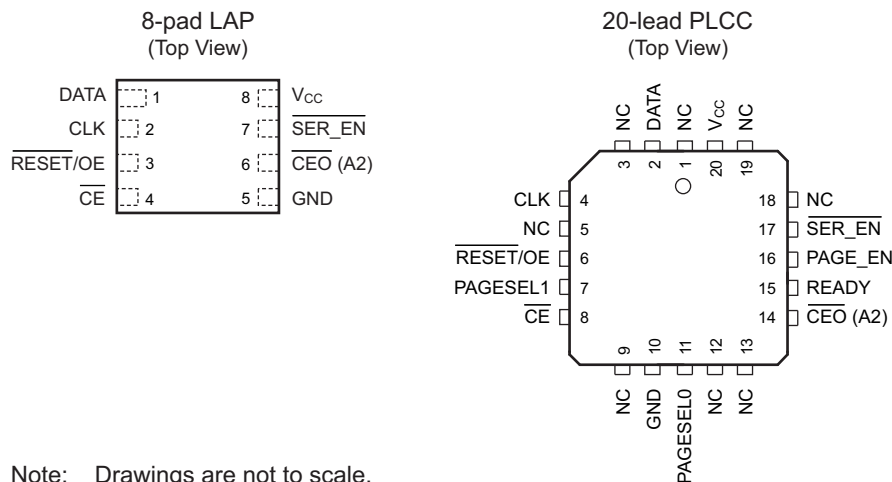 8-pad LAP
(Top View)
DATA 1
CLK 2
RESET/OE 3
CE 4
8 VCC
7 SER_EN
6 CEO (A2)
5 GND
20-lead PLCC
(Top View)
NC DATA NC VCC NC
3 2 1 20 19
CLK 4
NC 5
RESET/OE 6
PAGESEL1 7
CE 8
18 NC
17 SER_EN
16 PAGE_EN
15 READY
14 CEO (A2)
9 10 11 12 13
NC GND PAGESEL0 NC NC
Note: Drawings are not to scale.